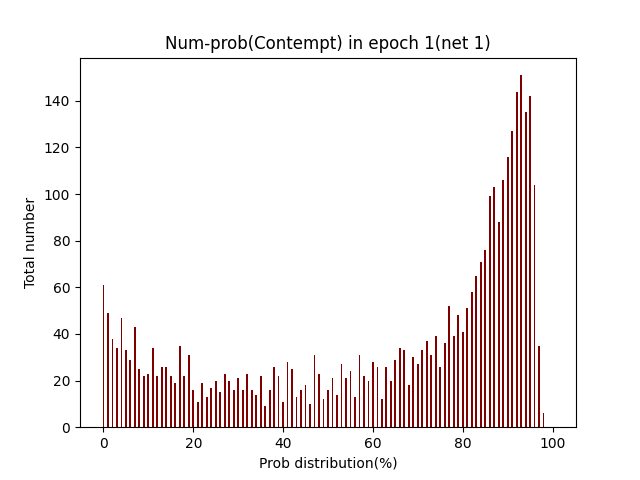 Num-prob(Contempt) in epoch 1(net 1)
140
120
100
80
60
40
20
0
Total number
0 20 40 60 80 100
Prob distribution(%)